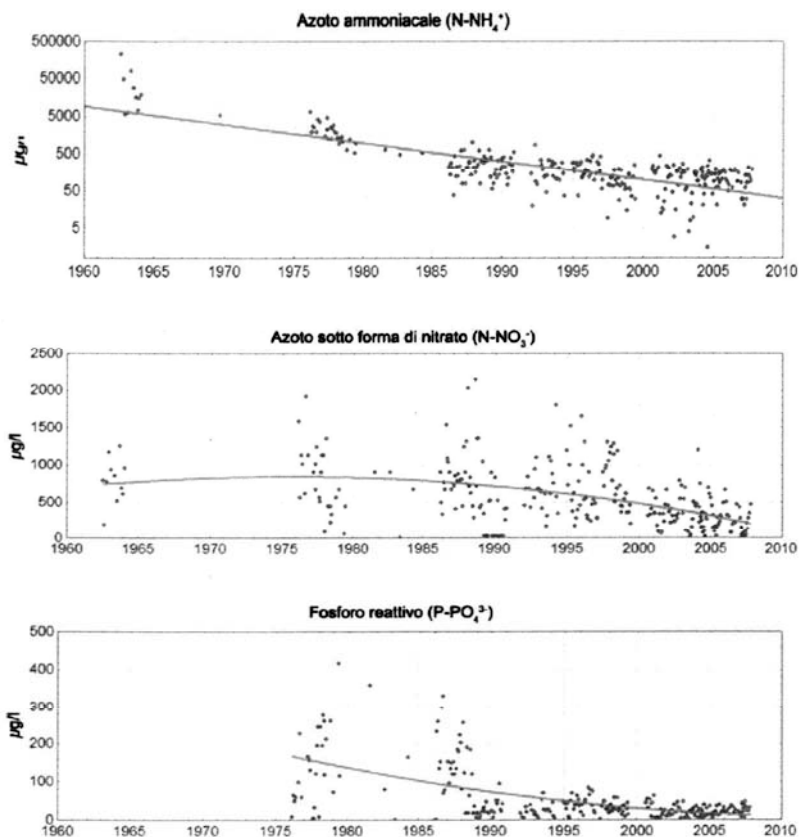 Azoto ammoniacale (N-NH₄⁺)
500000
50000
5000
500
50
5
1960 1965 1970 1975 1980 1985 1990 1995 2000 2005 2010
Azoto sotto forma di nitrato (N-NO₃⁻)
µg/l
2500
2000
1500
1000
500
0
1960 1965 1970 1975 1980 1985 1990 1995 2000 2005 2010
Fosforo reattivo (P-PO₄³⁻)
µg/l
500
400
300
200
100
0
1960 1965 1970 1975 1980 1985 1990 1995 2000 2005 2010